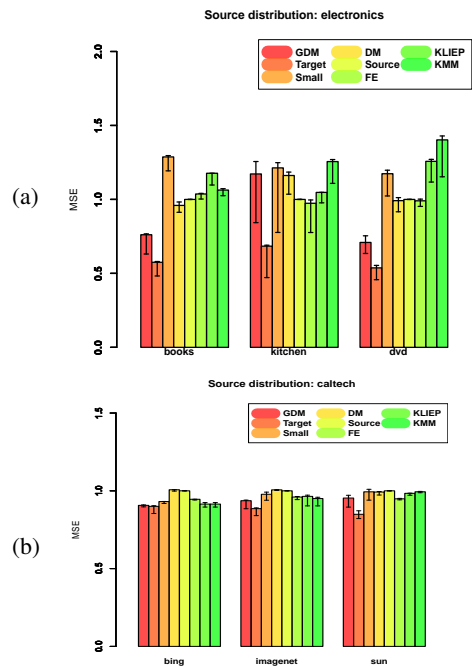 Source distribution: electronics
GDM DM KLIEP
Target Source KMM
Small FE
(a)
MSE
2.0
1.5
1.0
0.5
0.0
books kitchen dvd
Source distribution: caltech
GDM DM KLIEP
Target Source KMM
Small FE
(b)
MSE
1.5
1.0
0.5
0.0
bing imagenet sun